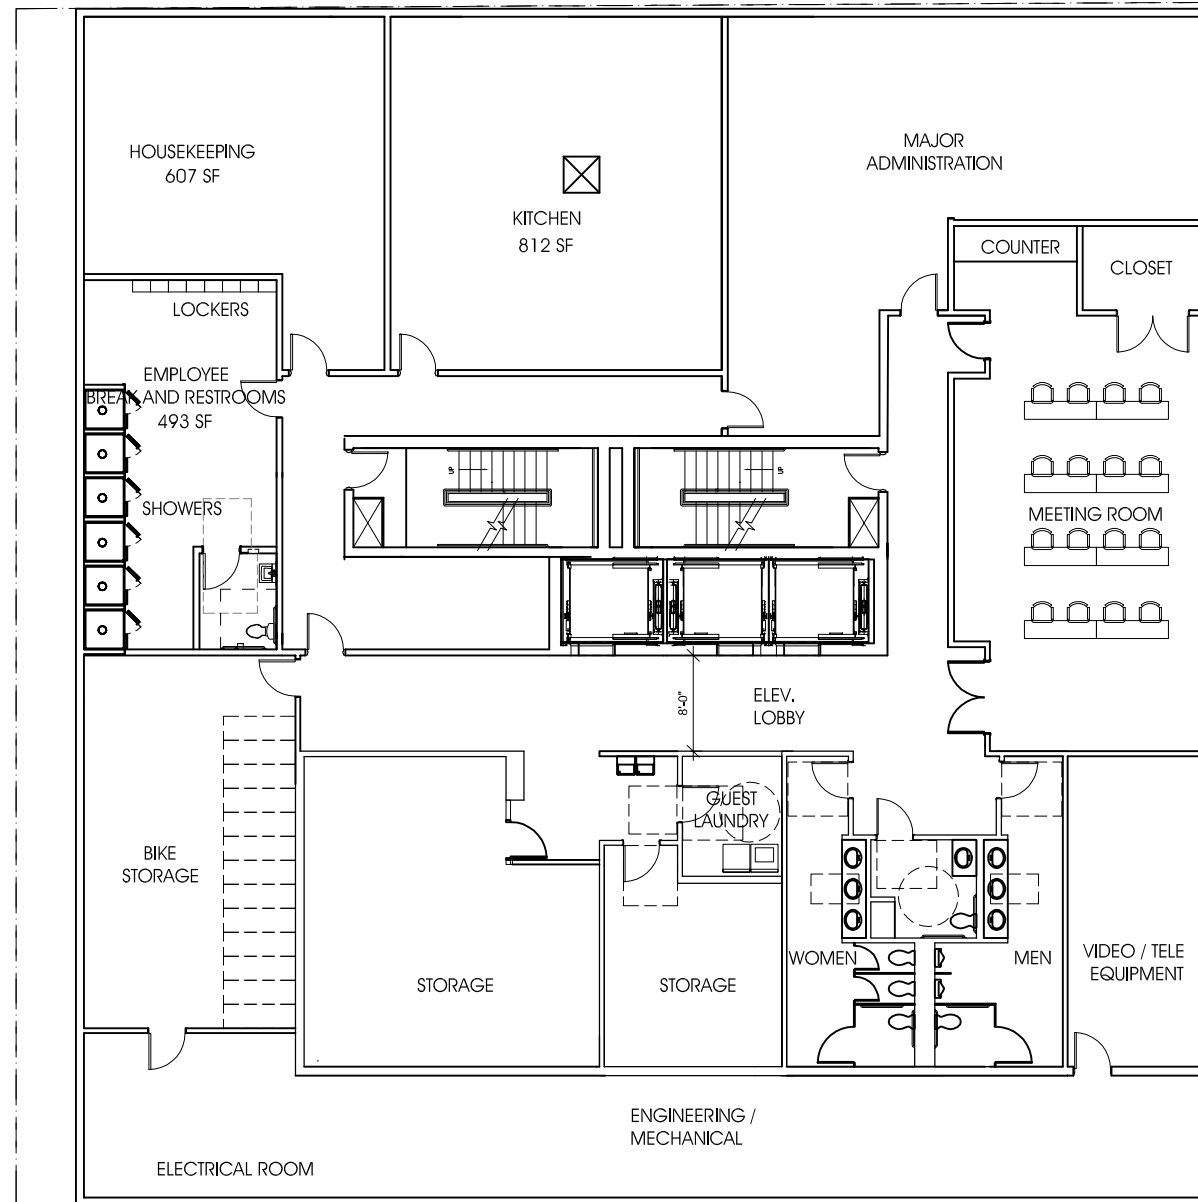 HOUSEKEEPING
607 SF
KITCHEN
812 SF
MAJOR
ADMINISTRATION
COUNTER
CLOSET
LOCKERS
EMPLOYEE
BREAK AND RESTROOMS
493 SF
SHOWERS
UP
UP
MEETING ROOM
8'-0"
ELEV.
LOBBY
GUEST
LAUNDRY
BIKE
STORAGE
STORAGE
STORAGE
WOMEN
MEN
VIDEO / TELE
EQUIPMENT
ENGINEERING /
MECHANICAL
ELECTRICAL ROOM